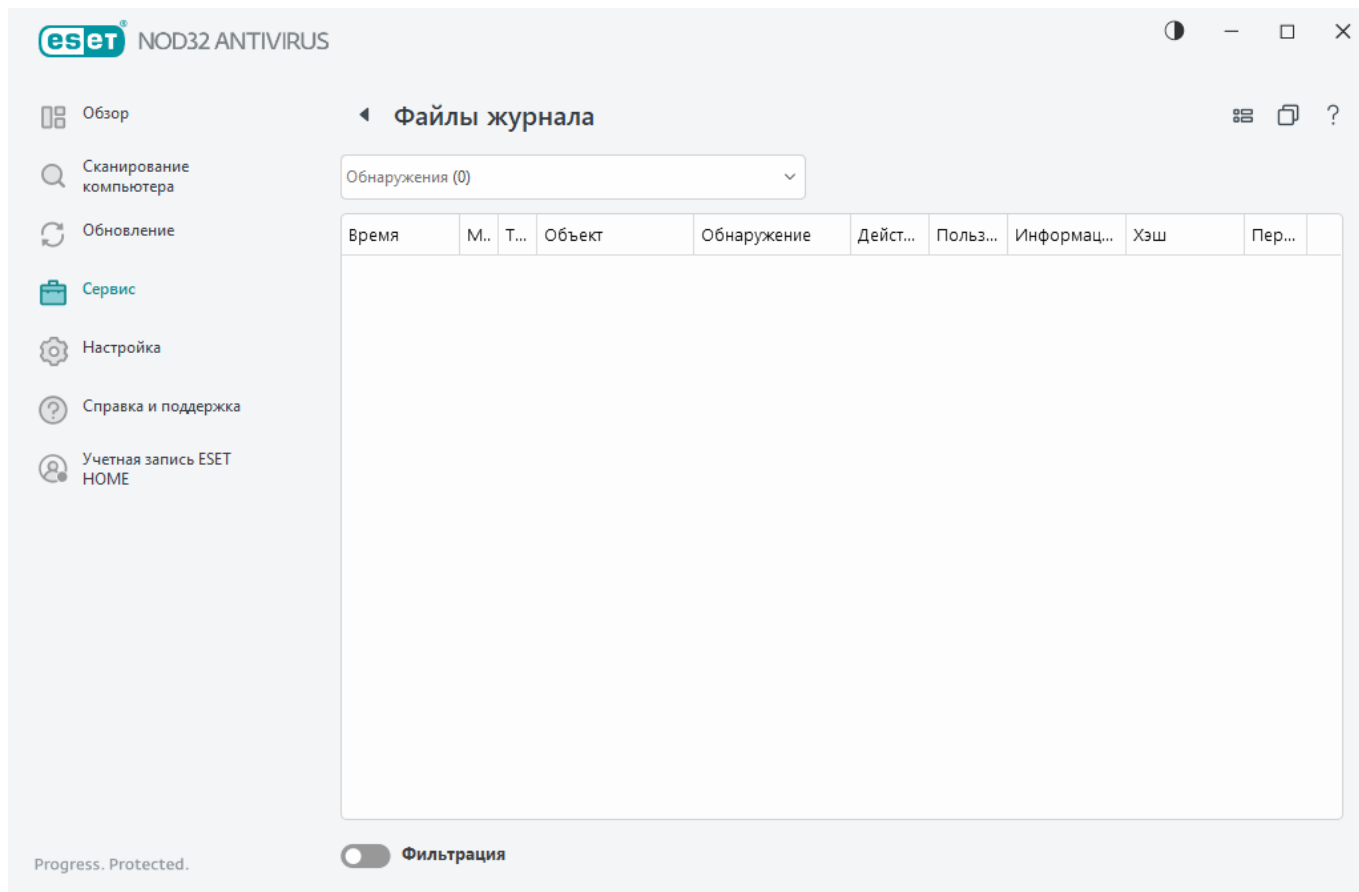 eset® NOD32 ANTIVIRUS
Обзор
Сканирование
компьютера
Обновление
Сервис
Настройка
Справка и поддержка
Учетная запись ESET
HOME
Progress. Protected.
Файлы журнала
?
Обнаружения (0)
Время М.. Т... Объект Обнаружение Дейст... Польз... Информац... Хэш Пер...
Фильтрация